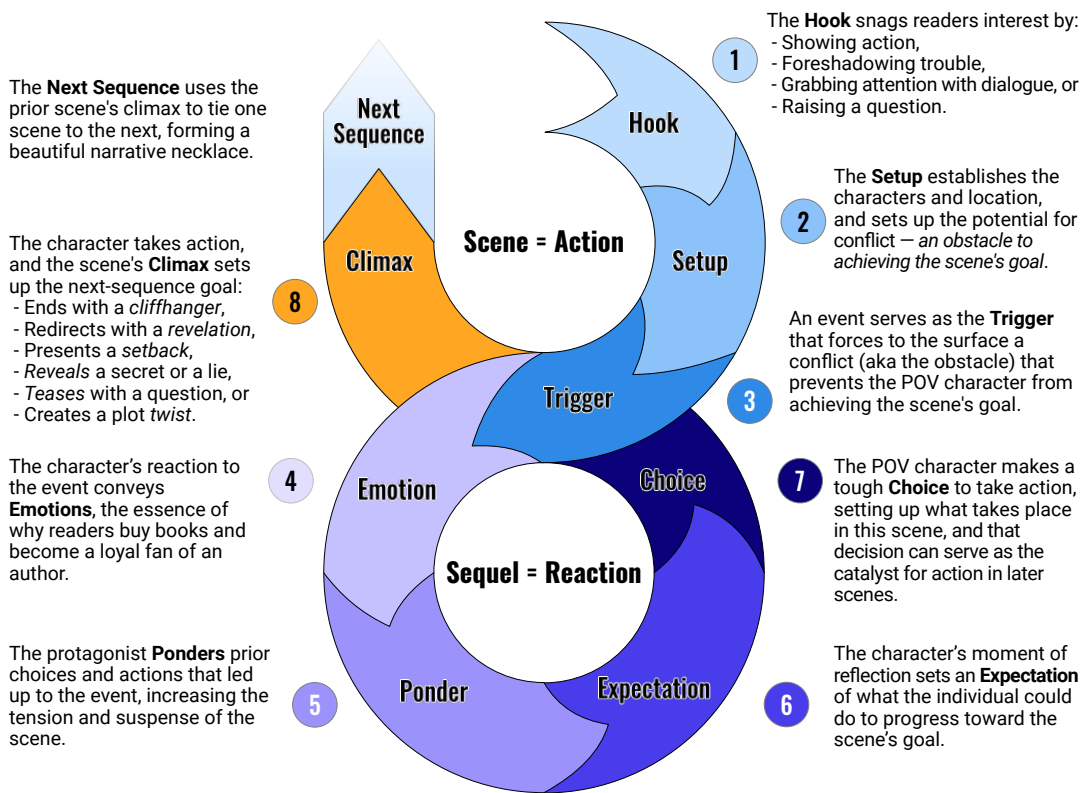 The Hook snags readers interest by:
- Showing action,
- Foreshadowing trouble,
- Grabbing attention with dialogue, or
- Raising a question.
1
Hook
The Setup establishes the
characters and location,
and sets up the potential for
conflict — an obstacle to
achieving the scene's goal.
2
Setup
Scene = Action
An event serves as the Trigger
that forces to the surface a
conflict (aka the obstacle) that
prevents the POV character from
achieving the scene's goal.
3
Trigger
The character’s reaction to
the event conveys
Emotions, the essence of
why readers buy books and
become a loyal fan of an
author.
4
Emotion
Sequel = Reaction
The protagonist Ponders prior
choices and actions that led
up to the event, increasing the
tension and suspense of the
scene.
5
Ponder
The character’s moment of
reflection sets an Expectation
of what the individual could
do to progress toward the
scene’s goal.
6
Expectation
The POV character makes a
tough Choice to take action,
setting up what takes place
in this scene, and that
decision can serve as the
catalyst for action in later
scenes.
7
Choice
The character takes action,
and the scene's Climax sets
up the next-sequence goal:
- Ends with a cliffhanger,
- Redirects with a revelation,
- Presents a setback,
- Reveals a secret or a lie,
- Teases with a question, or
- Creates a plot twist.
8
Climax
The Next Sequence uses the
prior scene's climax to tie one
scene to the next, forming a
beautiful narrative necklace.
Next
Sequence